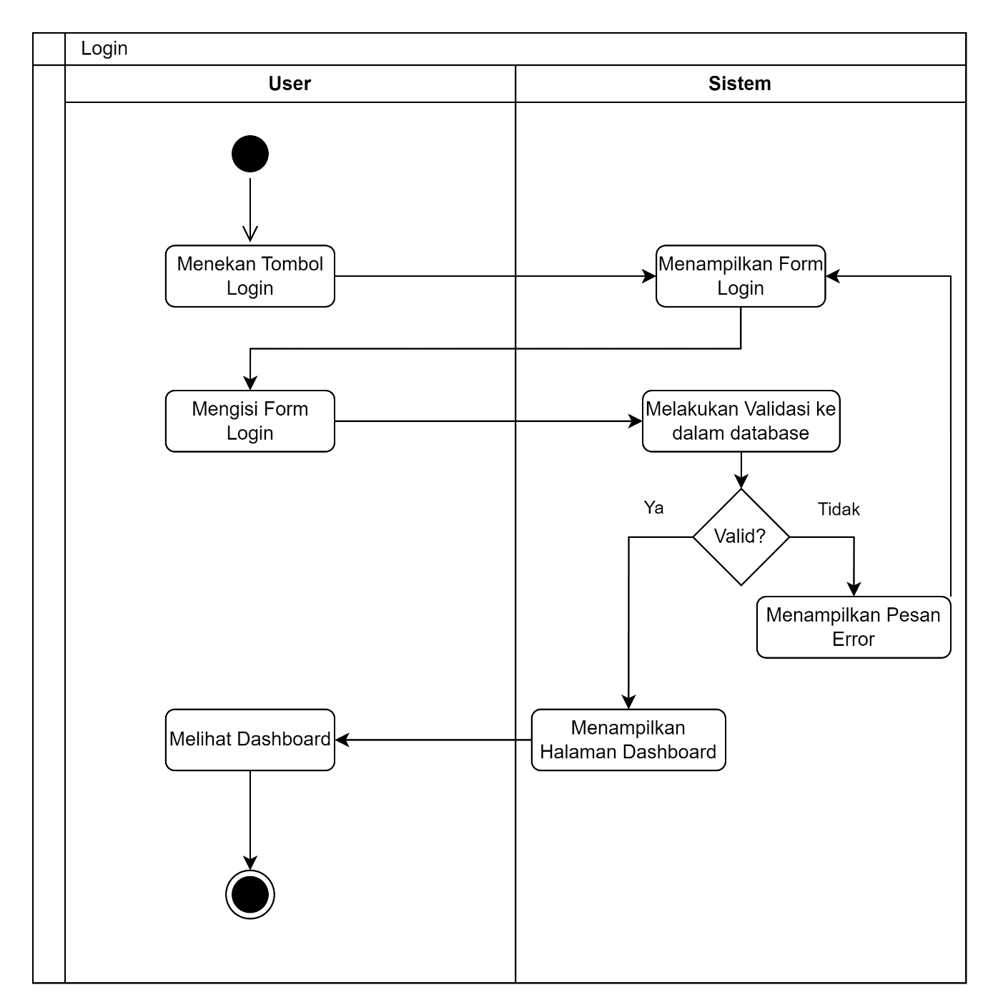 Login
User
Sistem
Menekan Tombol
Login
Menampilkan Form
Login
Mengisi Form
Login
Melakukan Validasi ke
dalam database
Ya
Tidak
Valid?
Menampilkan Pesan
Error
Melihat Dashboard
Menampilkan
Halaman Dashboard